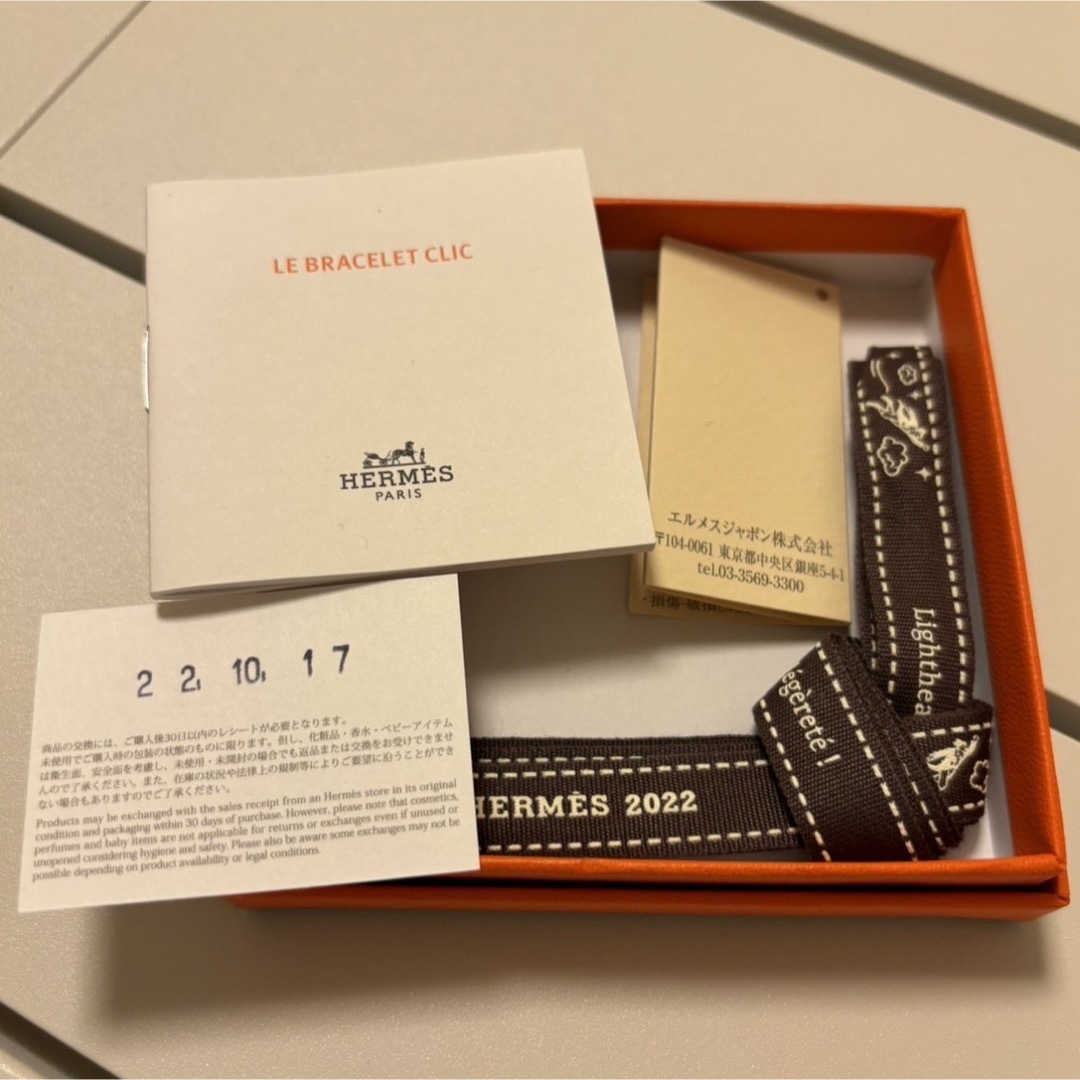 LE BRACELET CLIC
HERMÈS
PARIS
エルメスジャポン株式会社
〒104-0061 東京都中央区銀座5-4-1
tel.03-3569-3300
・損傷・破損
22 10 17
商品の交換には、ご購入後30日以内のレシートが必要となります。
未使用でご購入時の包装の状態のものに限ります。但し、化粧品・香水・ベビーアイテム
は衛生面、安全面を考慮し、未使用・未開封の場合でも返品または交換をお受けできませ
んので了承ください。また、在庫の状況や法律上の規制等によりご要望に沿うことができ
ない場合もありますのでご了承ください。
Products may be exchanged with the sales receipt from an Hermès store in its original
condition and packaging within 30 days of purchase. However, please note that cosmetics,
perfumes and baby items are not applicable for returns or exchanges even if unused or
unopened considering hygiene and safety. Please also be aware some exchanges may not be
possible depending on product availability or legal conditions.
HERMÈS 2022
égèreté!
Lighthea